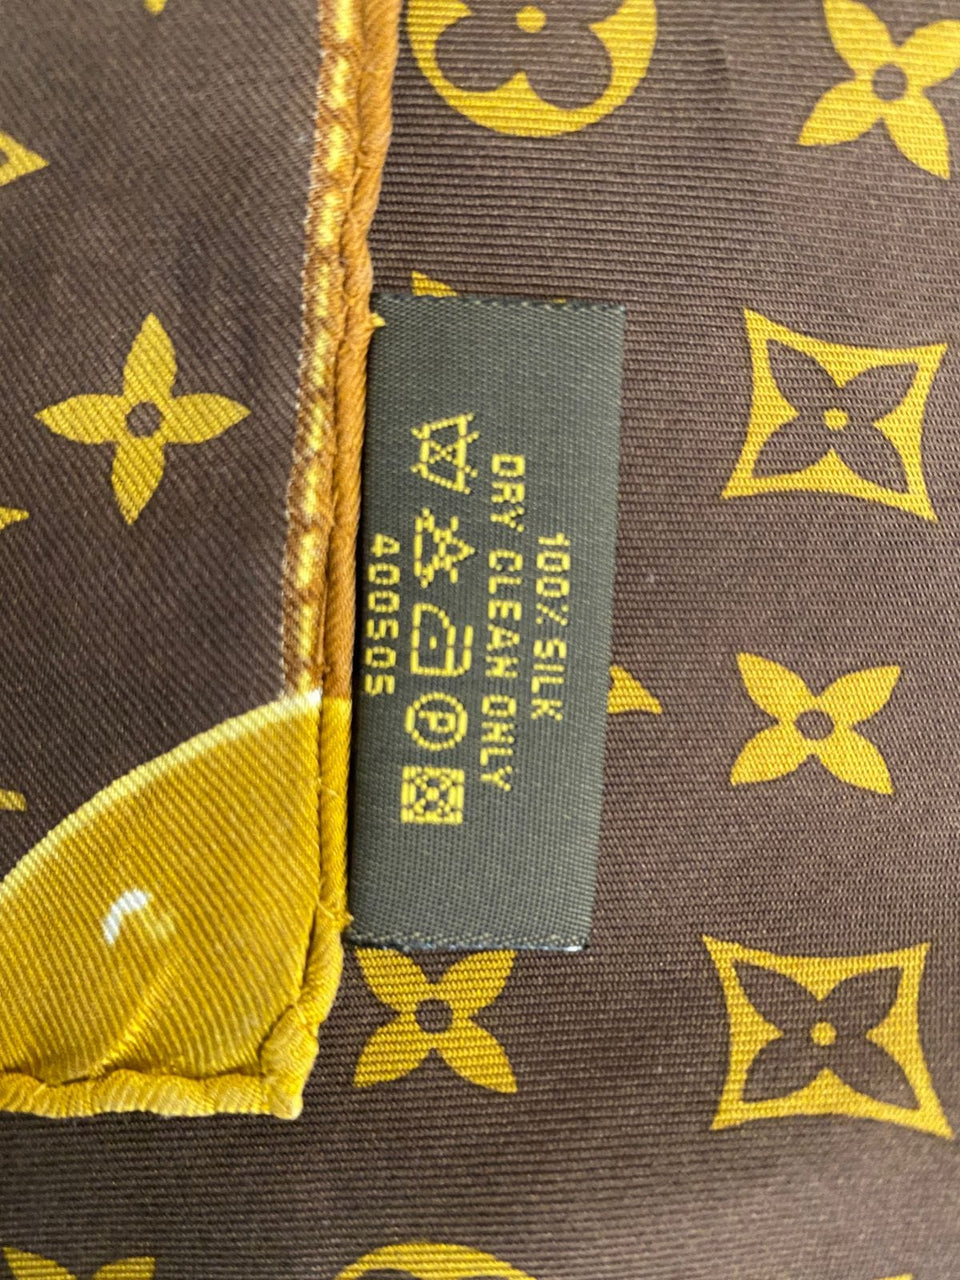 100% SILK
DRY CLEAN ONLY
P
400505